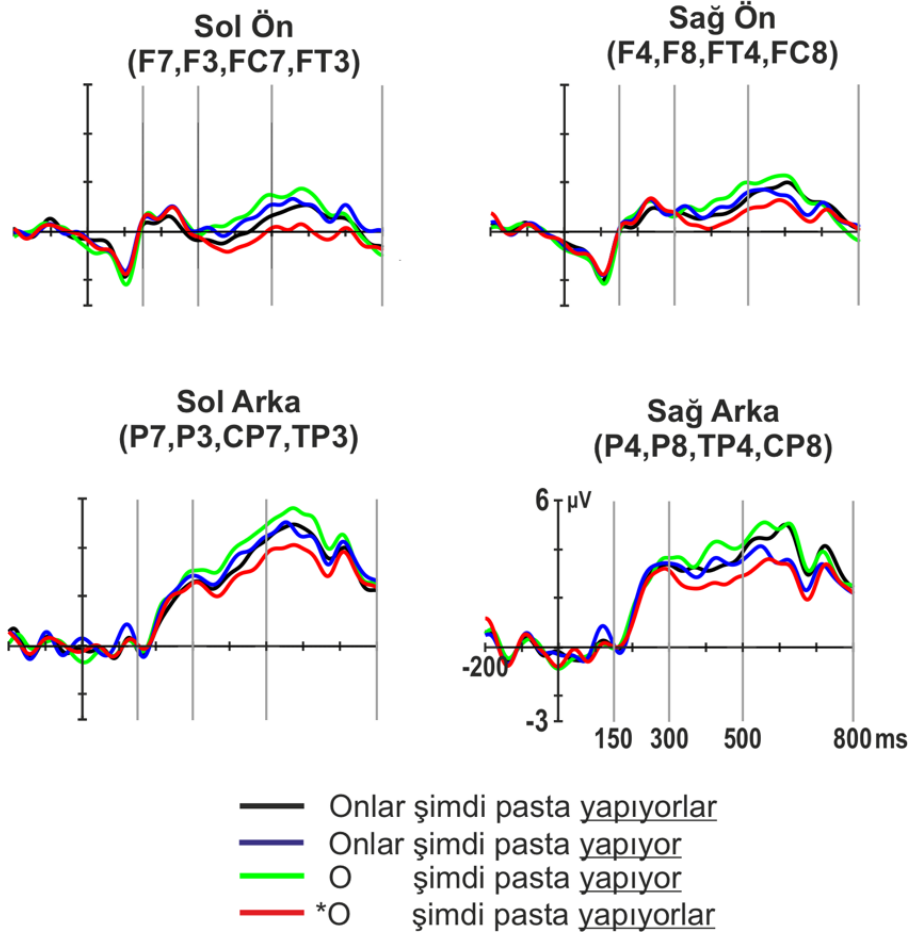 Sol Ön
(F7,F3,FC7,FT3)
Sağ Ön
(F4,F8,FT4,FC8)
Sol Arka
(P7,P3,CP7,TP3)
Sağ Arka
(P4,P8,TP4,CP8)
6
µV
-200
-3
150 300 500 800 ms
Onlar şimdi pasta yapıyorlar
Onlar şimdi pasta yapıyor
O şimdi pasta yapıyor
*O şimdi pasta yapıyorlar